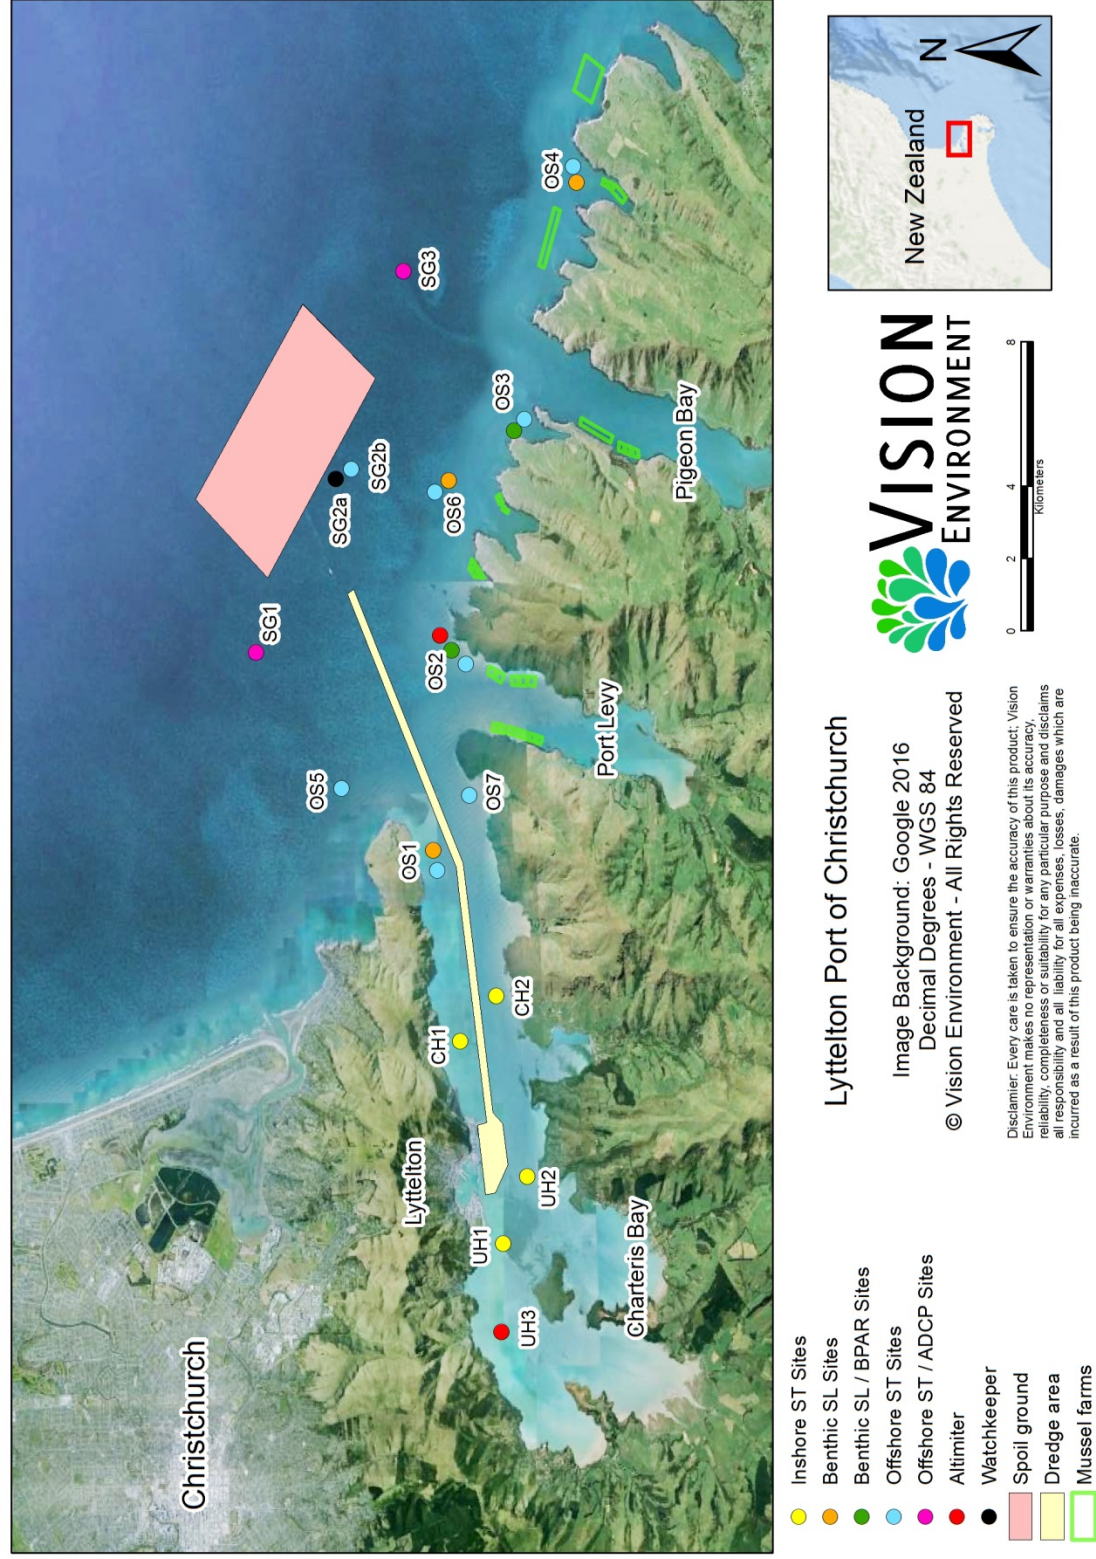 Christchurch
Lyttelton
Charteris Bay
Port Levy
Pigeon Bay
SG1
SG2a
SG2b
SG3
OS1
OS2
OS3
OS4
OS5
OS6
OS7
CH1
CH2
UH1
UH2
UH3
Inshore ST Sites
Benthic SL Sites
Benthic SL / BPAR Sites
Offshore ST Sites
Offshore ST / ADCP Sites
Altimiter
Watchkeeper
Spoil ground
Dredge area
Mussel farms
Lyttelton Port of Christchurch
Image Background: Google 2016
Decimal Degrees - WGS 84
© Vision Environment - All Rights Reserved
Disclamier: Every care is taken to ensure the accuracy of this product; Vision
Environment makes no representation or warranties about its accuracy,
reliability, completeness or suitability for any particular purpose and disclaims
all responsibility and all liability for all expenses, losses, damages which are
incurred as a result of this product being inaccurate.
VISION
ENVIRONMENT
0 2 4 8
Kilometers
New Zealand
N